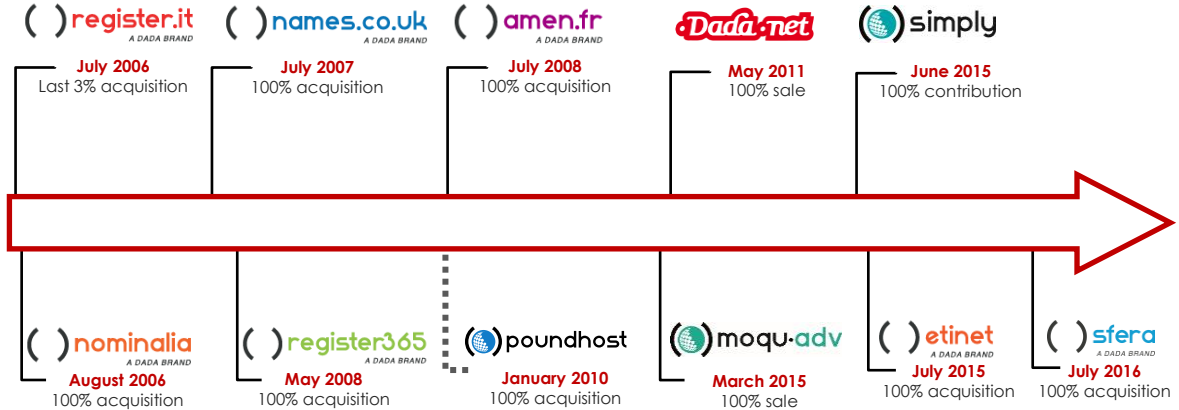 ( ) register.it
A DADA BRAND
July 2006
Last 3% acquisition
( ) names.co.uk
A DADA BRAND
July 2007
100% acquisition
( ) amen.fr
A DADA BRAND
July 2008
100% acquisition
·Dada·net
May 2011
100% sale
( ) simply
June 2015
100% contribution
( ) nominalia
A DADA BRAND
August 2006
100% acquisition
( ) register365
A DADA BRAND
May 2008
100% acquisition
( ) poundhost
January 2010
100% acquisition
( ) moqu·adv
March 2015
100% sale
( ) etinet
A DADA BRAND
July 2015
100% acquisition
( ) sfera
A DADA BRAND
July 2016
100% acquisition